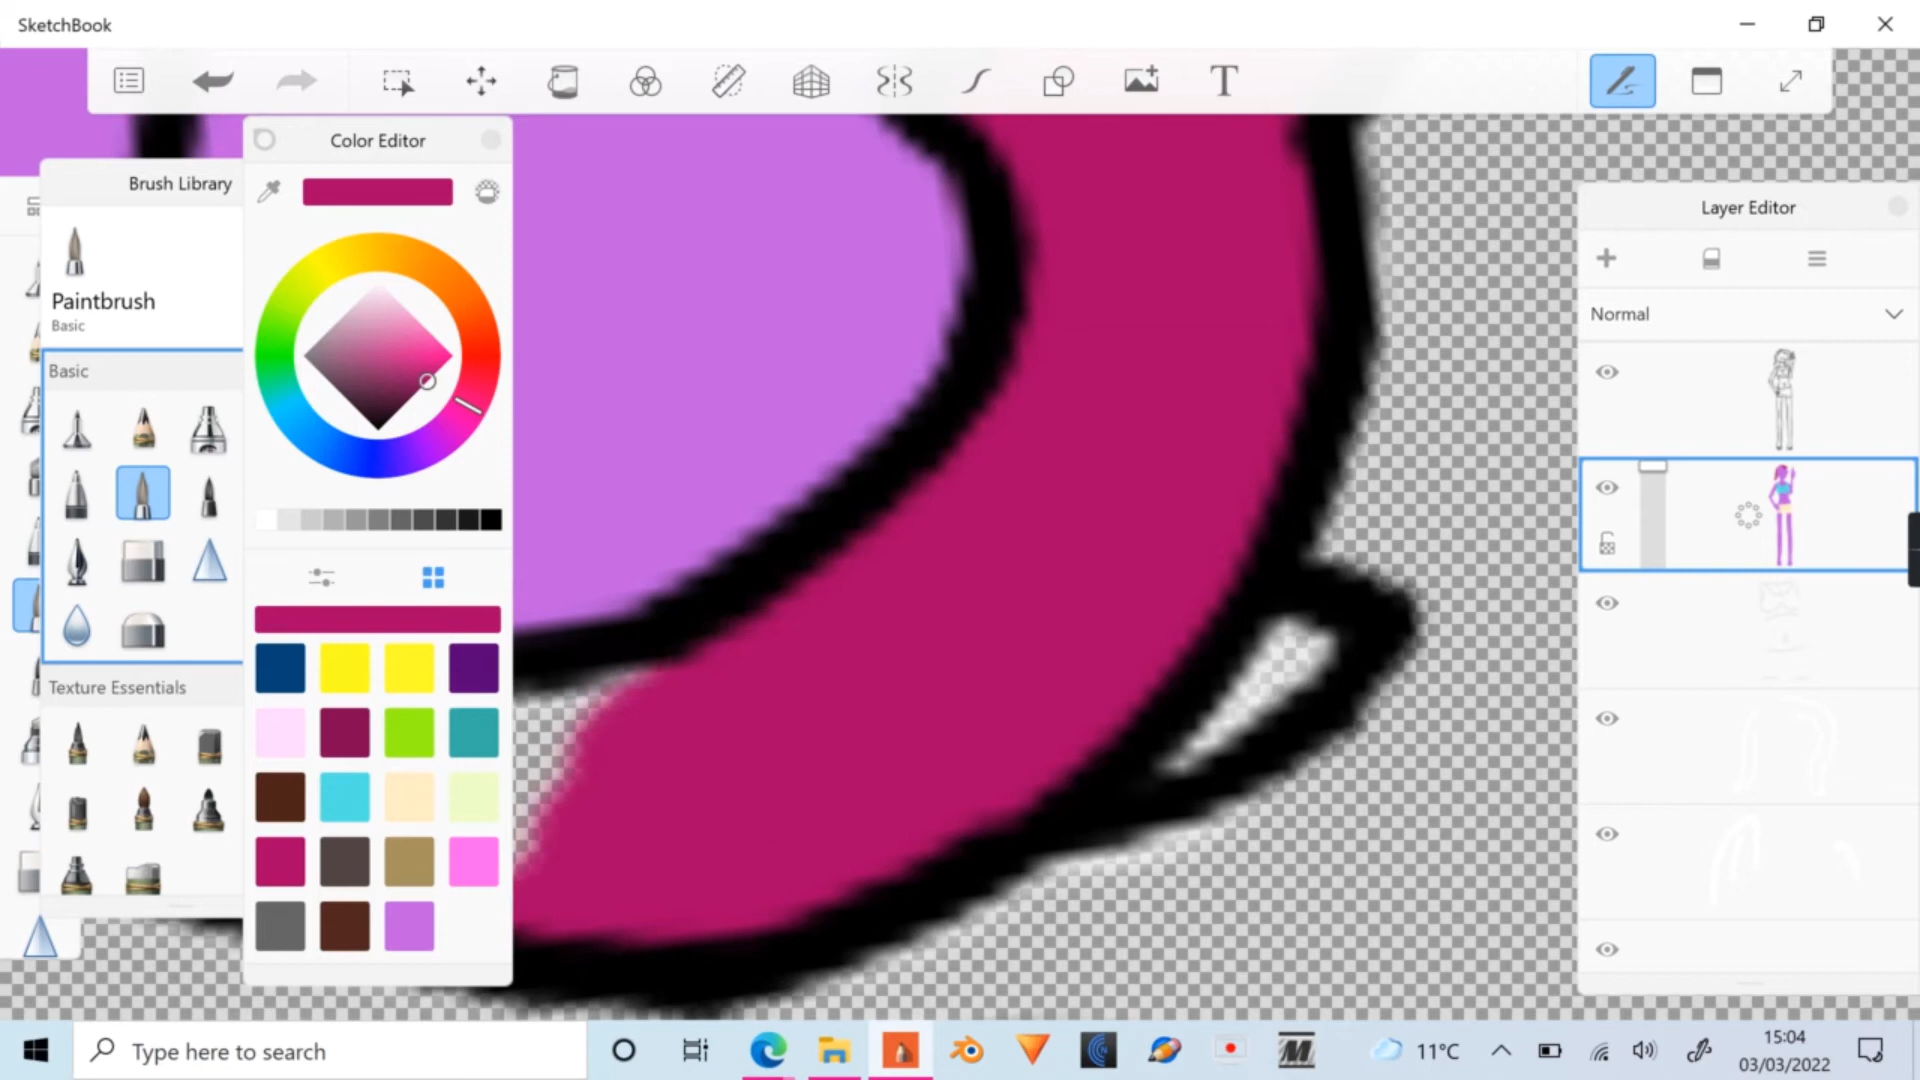 SketchBook
T
Color Editor
Brush Library
Layer Editor
Paintbrush
Basic
Normal
Basic
Texture Essentials
Type here to search
11°C
15:04
03/03/2022